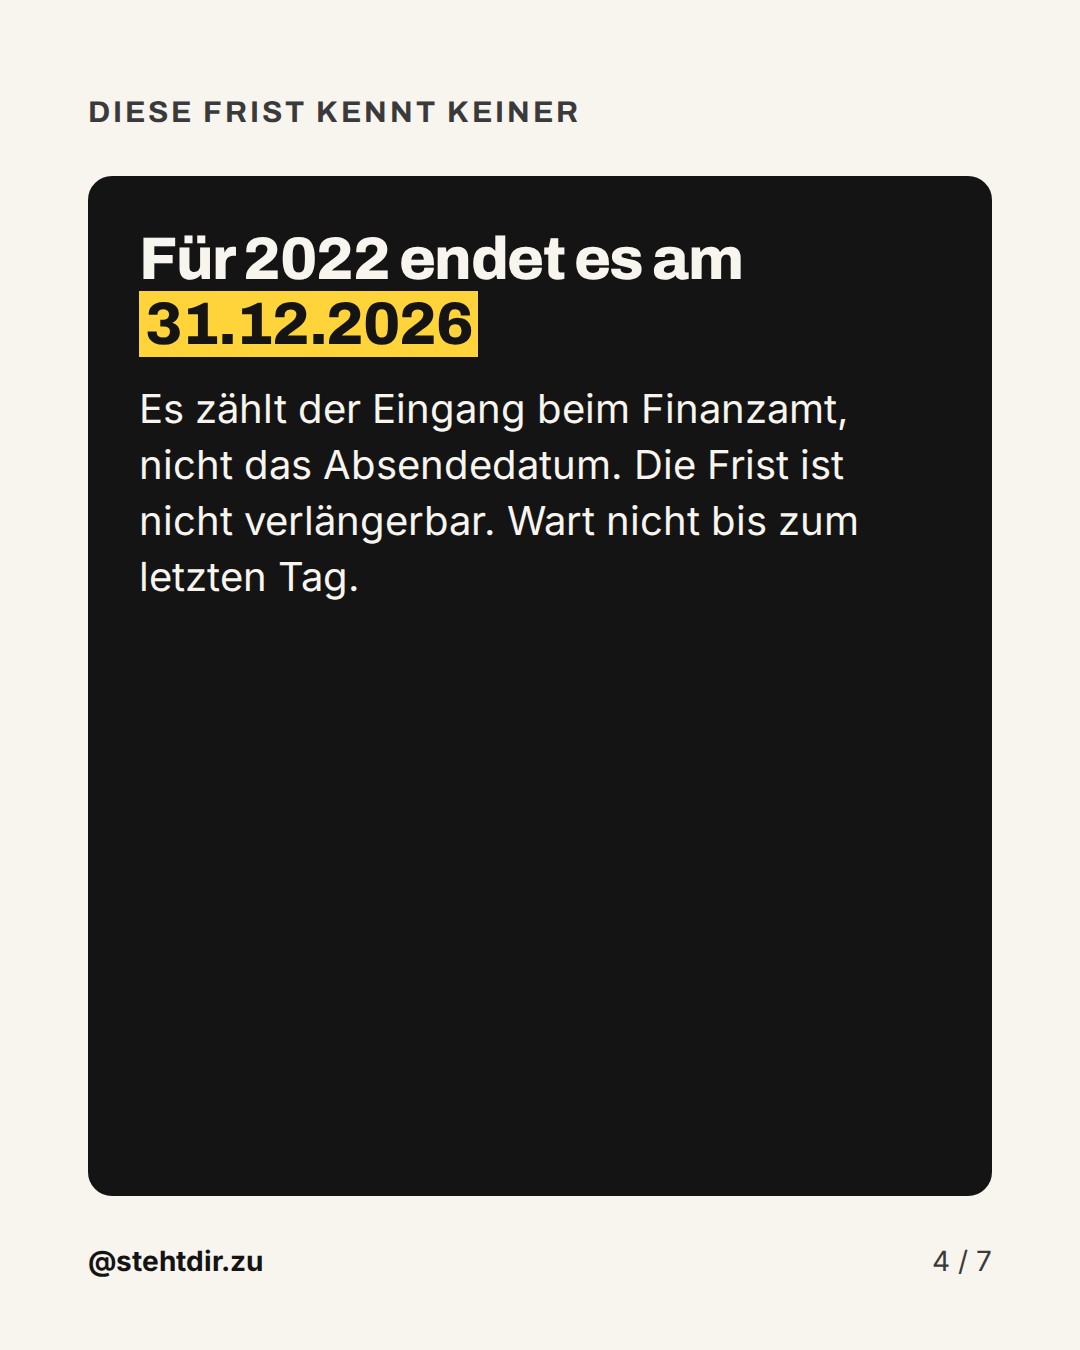 DIESE FRIST KENNT KEINER
Für 2022 endet es am
31.12.2026
Es zählt der Eingang beim Finanzamt,
nicht das Absendedatum. Die Frist ist
nicht verlängerbar. Wart nicht bis zum
letzten Tag.
@stehtdir.zu
4 / 7